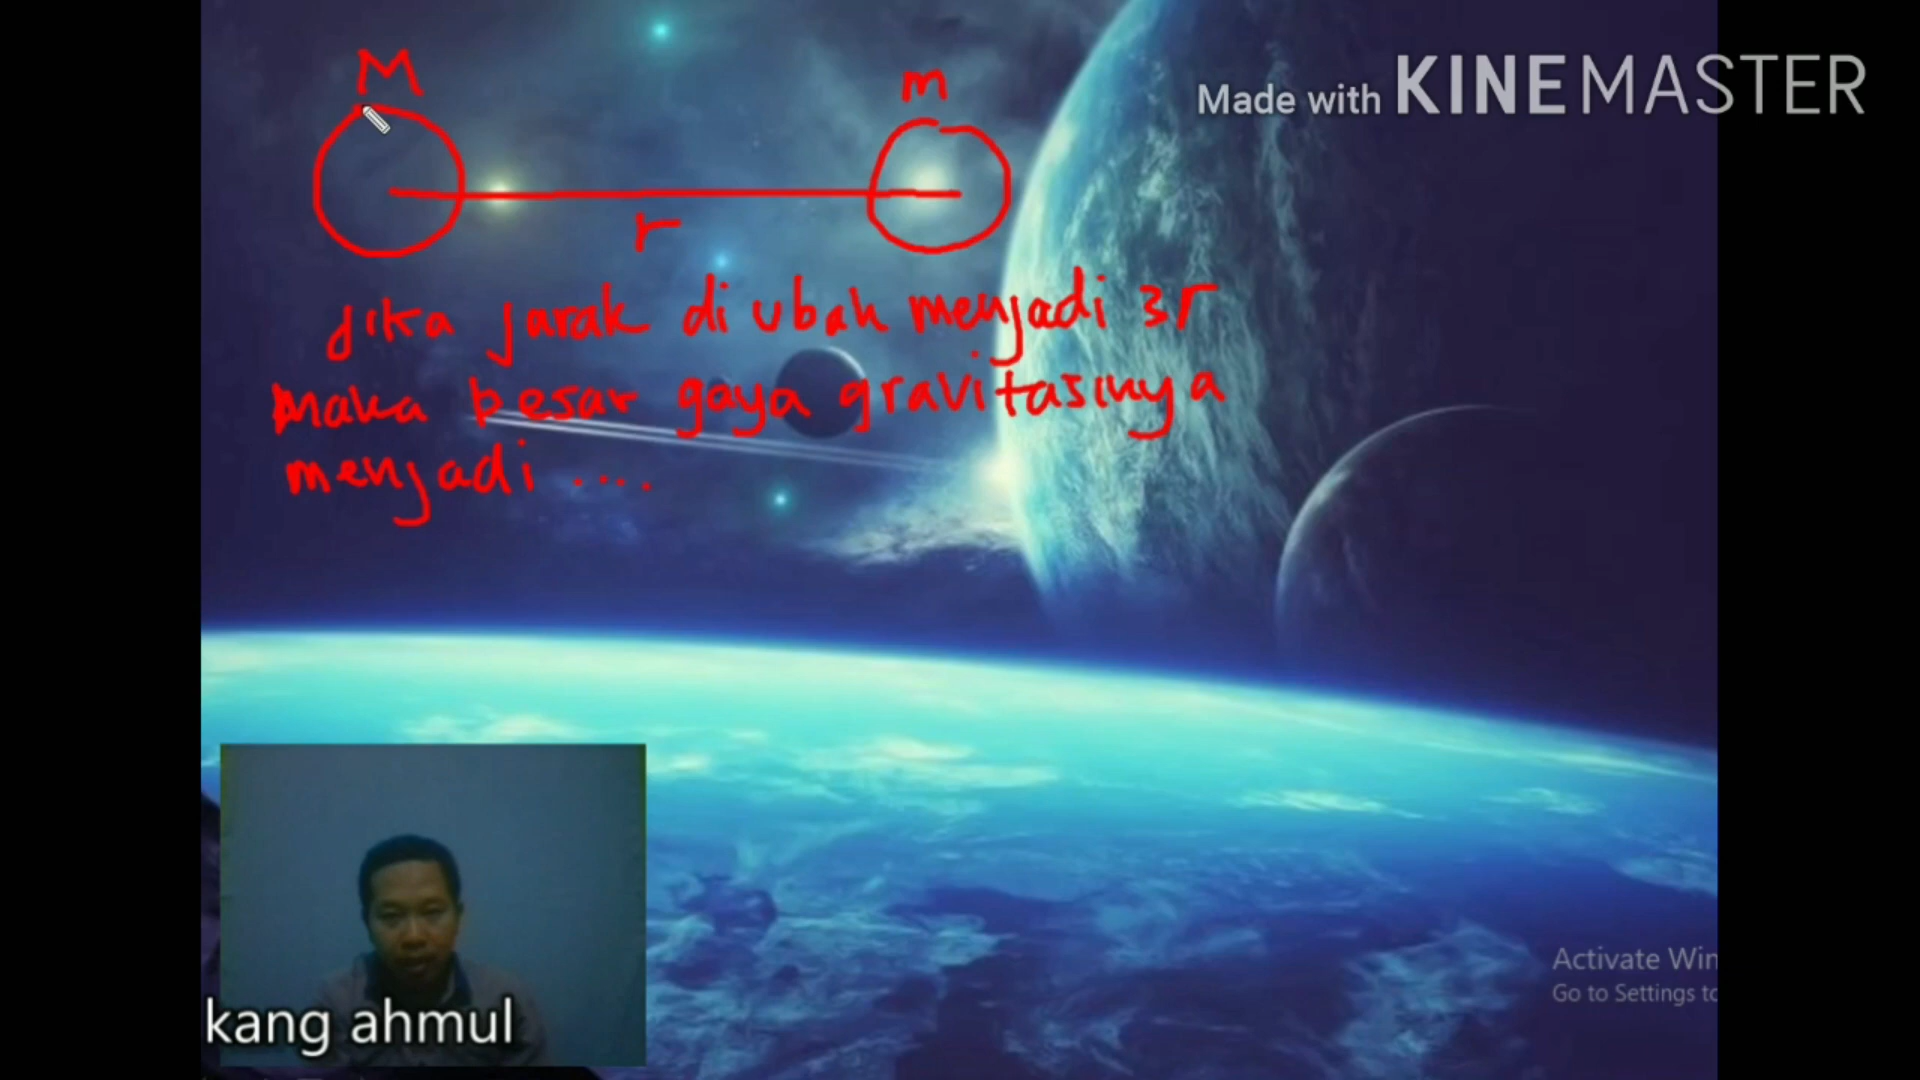 M
m
Made with KINEMASTER
r
Jika jarak di ubah menjadi 3r
Maka besar gaya gravitasinya
menjadi ....
Activate Win
Go to Settings to
kang ahmul